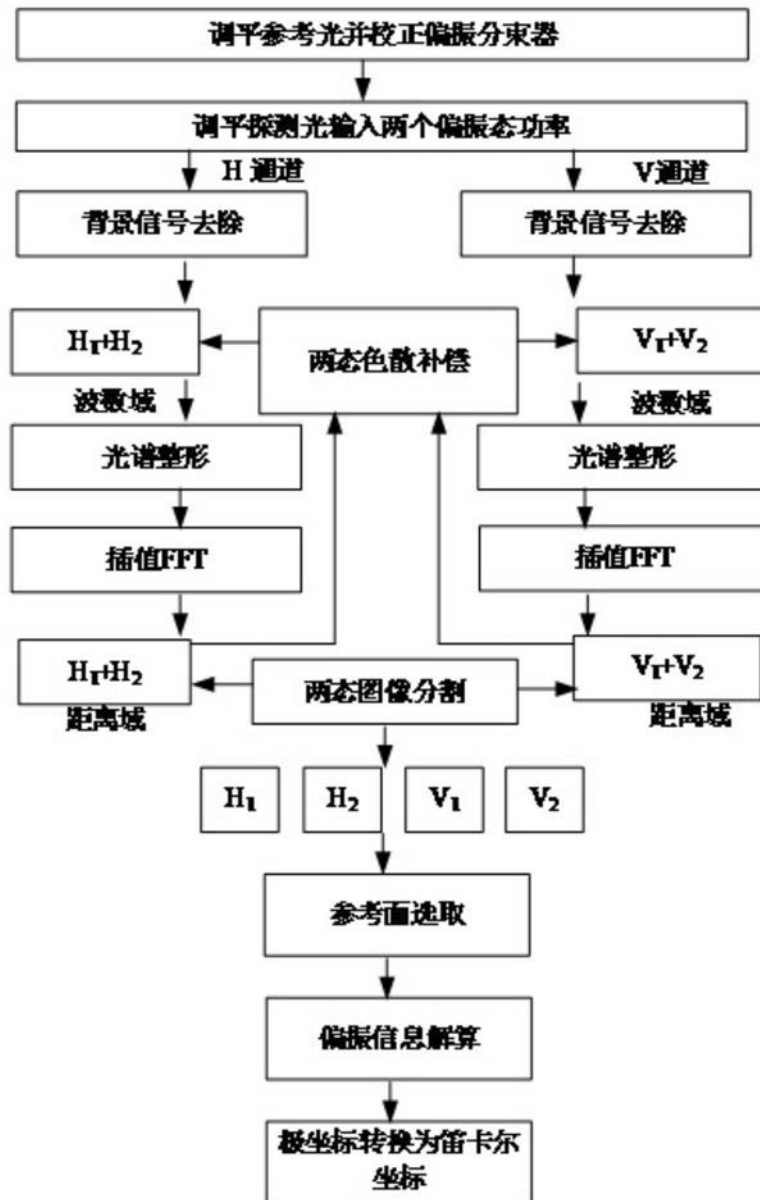 调平参考光并校正偏振分束器
调平探测光输入两个偏振态功率
H 通道
V通道
背景信号去除
背景信号去除
H₁+H₂
两态色散补偿
V₁+V₂
波数域
波数域
光谱整形
光谱整形
插值FFT
插值FFT
H₁+H₂
两态图像分割
V₁+V₂
距离域
距离域
H₁
H₂
V₁
V₂
参考面选取
偏振信息解算
极坐标转换为笛卡尔
坐标